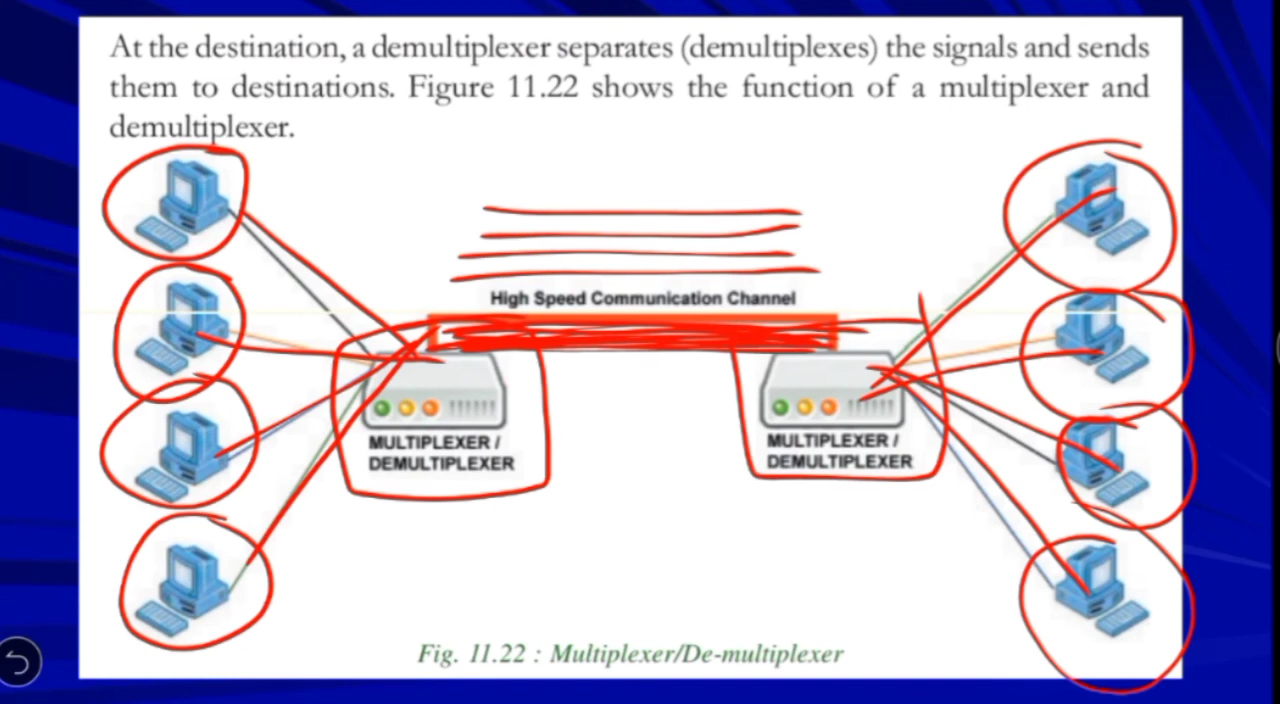 At the destination, a demultiplexer separates (demultiplexes) the signals and sends
them to destinations. Figure 11.22 shows the function of a multiplexer and
demultiplexer.
High Speed Communication Channel
MULTIPLEXER /
DEMULTIPLEXER
MULTIPLEXER /
DEMULTIPLEXER
Fig. 11.22 : Multiplexer/De-multiplexer